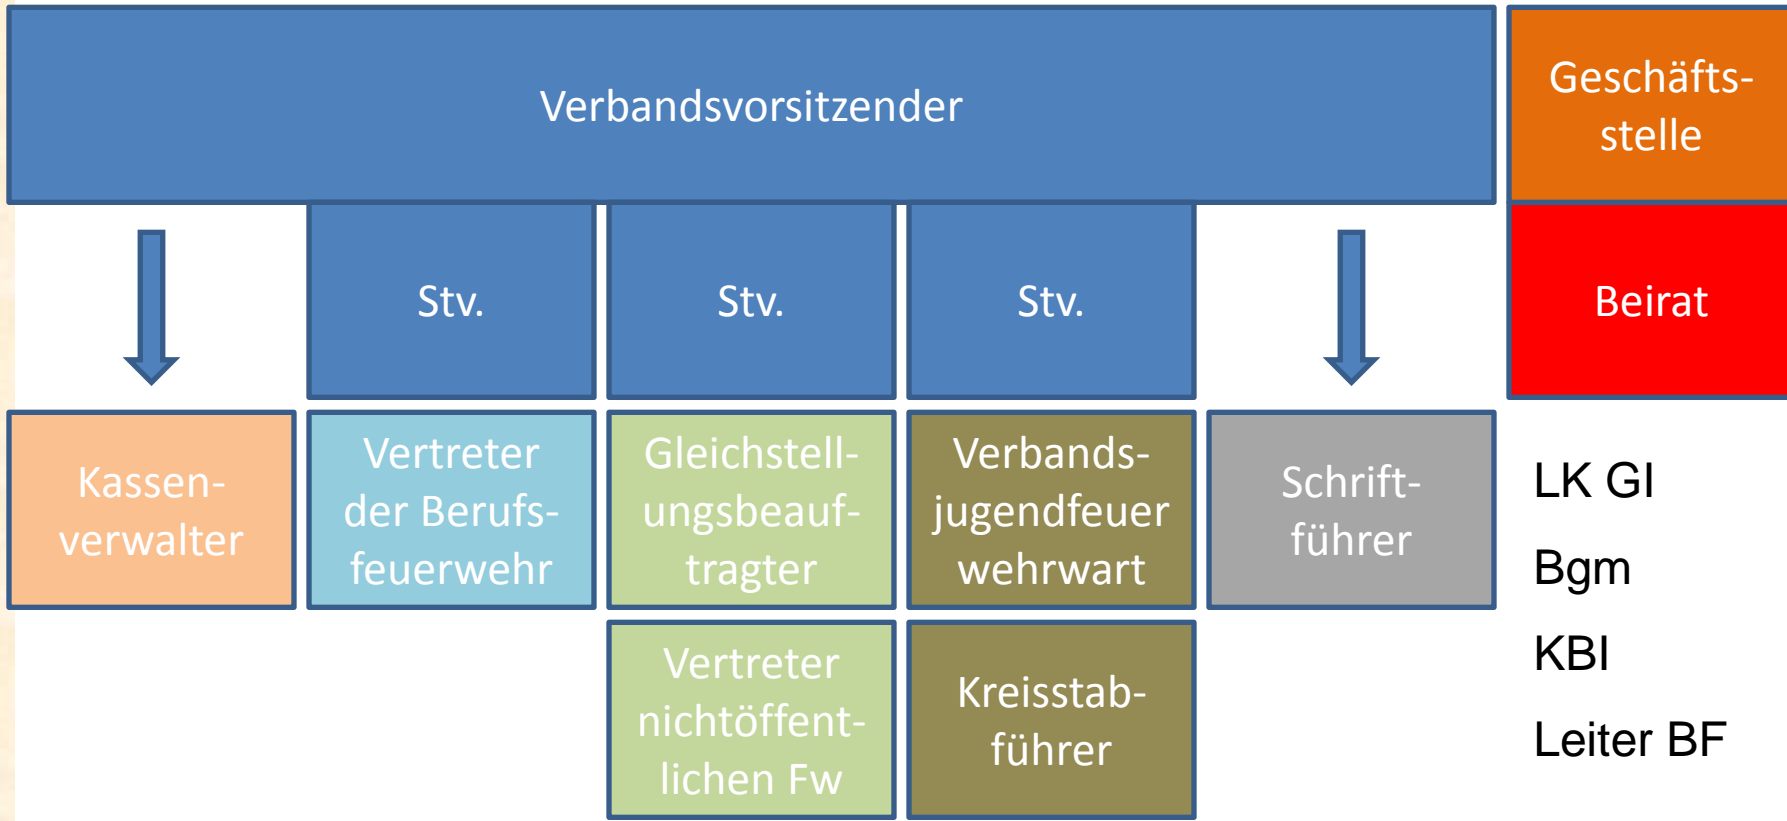 Verbandsvorsitzender
Geschäfts-
stelle
Stv.
Stv.
Stv.
Beirat
Kassen-
verwalter
Vertreter
der Berufs-
feuerwehr
Gleichstell-
ungsbeauf-
tragter
Verbands-
jugendfeuer
wehrwart
Schrift-
führer
Vertreter
nichtöffent-
lichen Fw
Kreisstab-
führer
LK GI
Bgm
KBI
Leiter BF